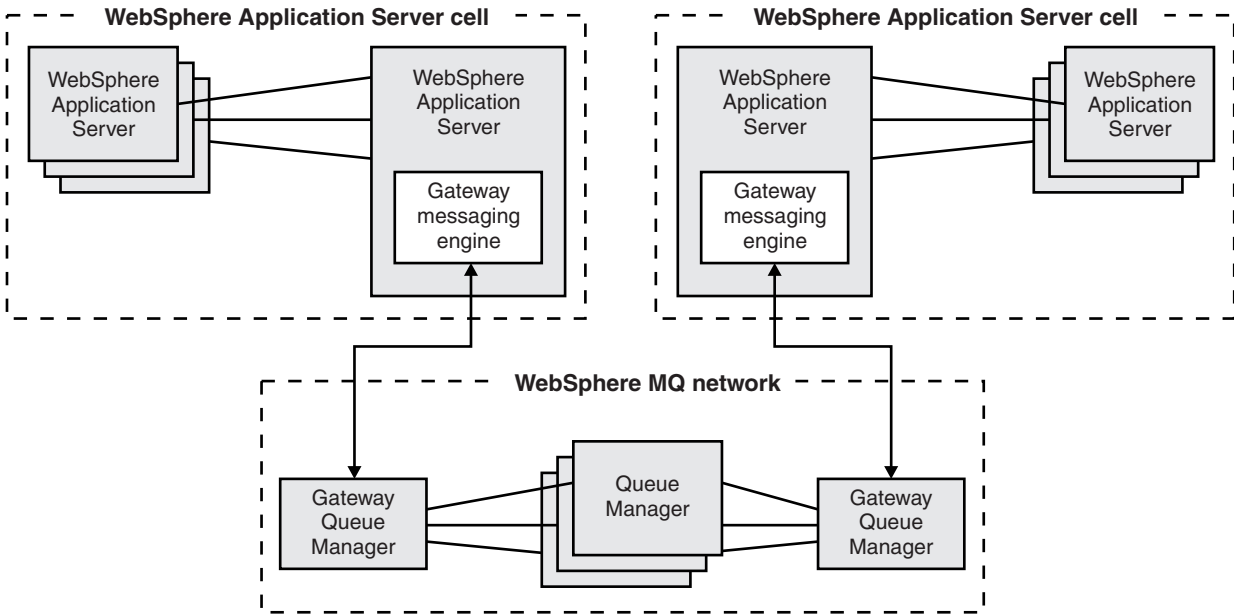 WebSphere Application Server cell
WebSphere
Application
Server
WebSphere
Application
Server
Gateway
messaging
engine
WebSphere Application Server cell
WebSphere
Application
Server
Gateway
messaging
engine
WebSphere
Application
Server
WebSphere MQ network
Gateway
Queue
Manager
Queue
Manager
Gateway
Queue
Manager